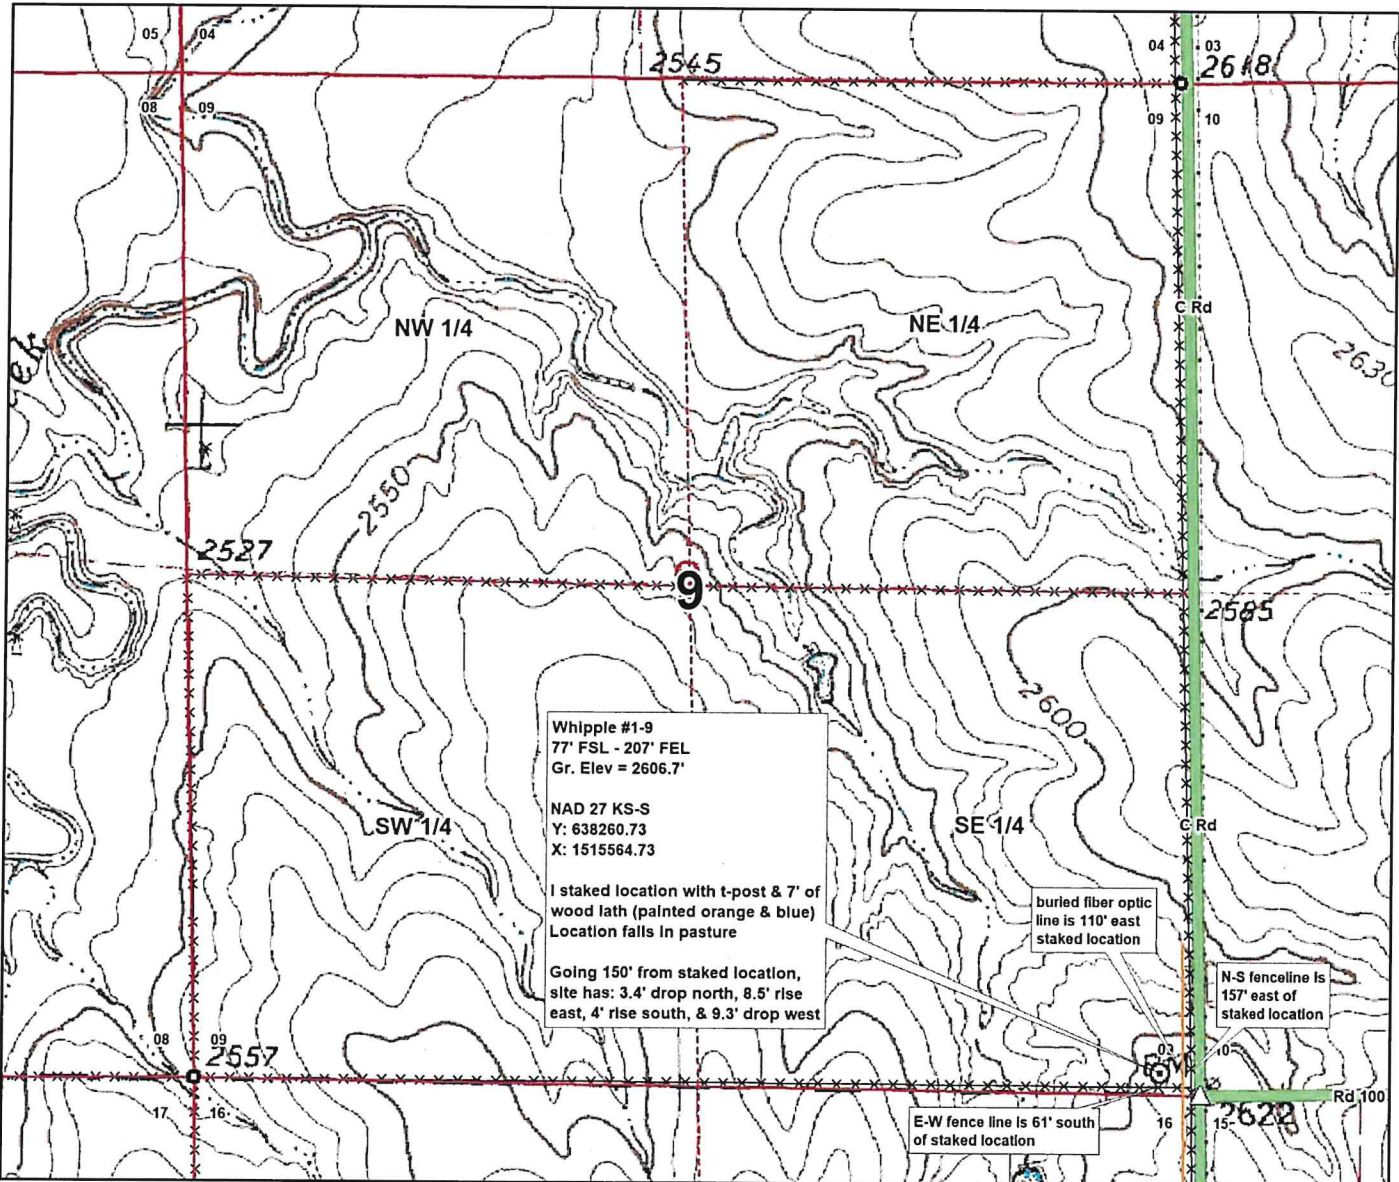 05 04
04 03
2545
2618
08 09
09 10
NW 1/4
NE 1/4
C Rd
2630
2550
2527
9
2585
2600
Whipple #1-9
77' FSL - 207' FEL
Gr. Elev = 2606.7'
NAD 27 KS-S
Y: 638260.73
X: 1515564.73
I staked location with t-post & 7' of
wood lath (painted orange & blue)
Location falls in pasture
Going 150' from staked location,
site has: 3.4' drop north, 8.5' rise
east, 4' rise south, & 9.3' drop west
SW 1/4
SE 1/4
C Rd
buried fiber optic
line is 110' east
staked location
N-S fenceline is
157' east of
staked location
08 09
2557
17 16
E-W fence line is 61' south
of staked location
16 15
2622
Rd 100